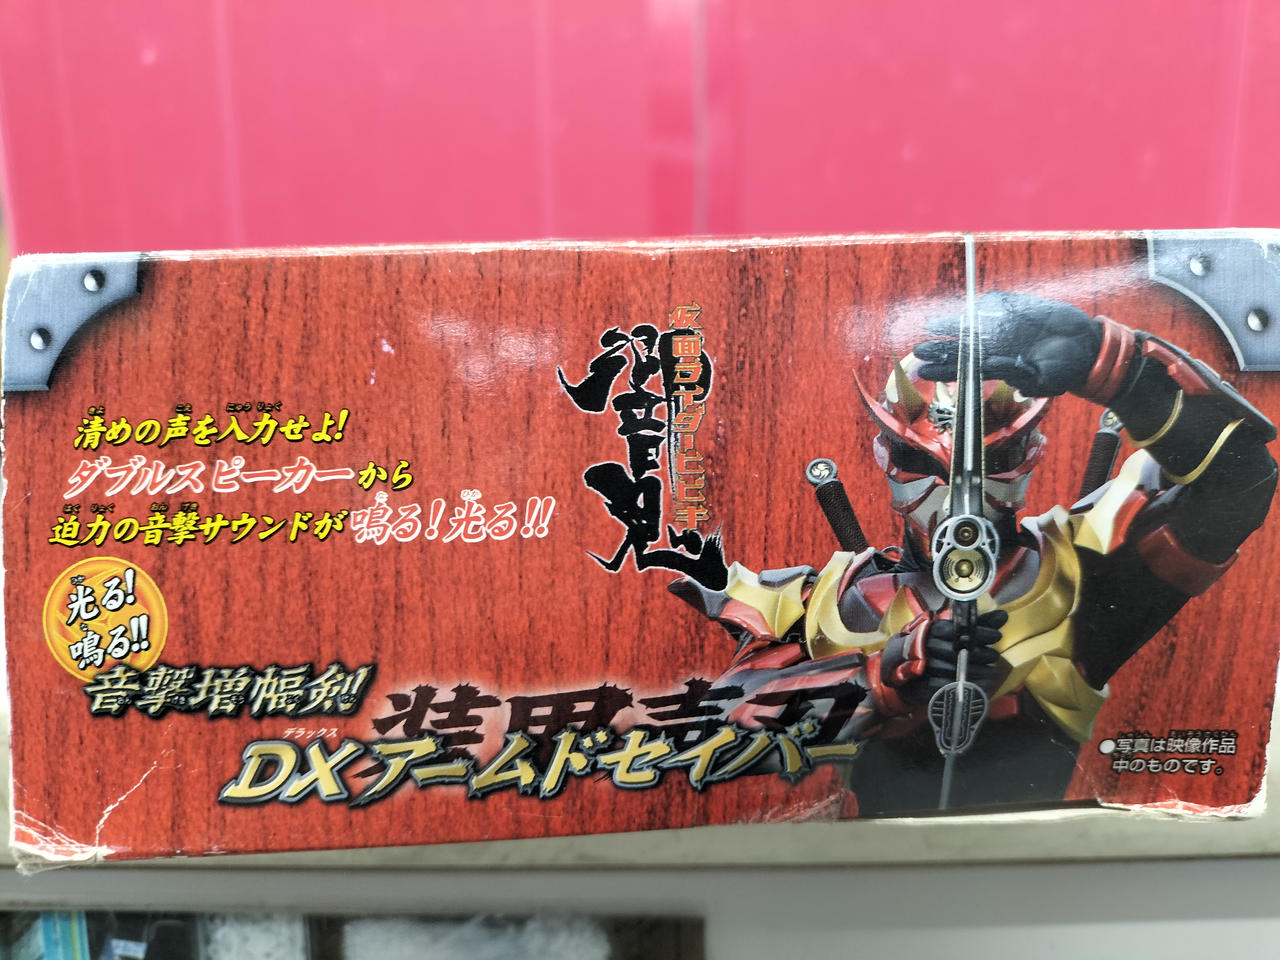 清めの声を入力せよ!
ダブルスピーカーから
迫力の音撃サウンドが鳴る!光る!!
光る!
鳴る!!
仮面ライダーヒビキ
響鬼
音撃増幅剣
装甲声刃
デラックス
DXアームドセイバー
●写真は映像作品
中のものです。